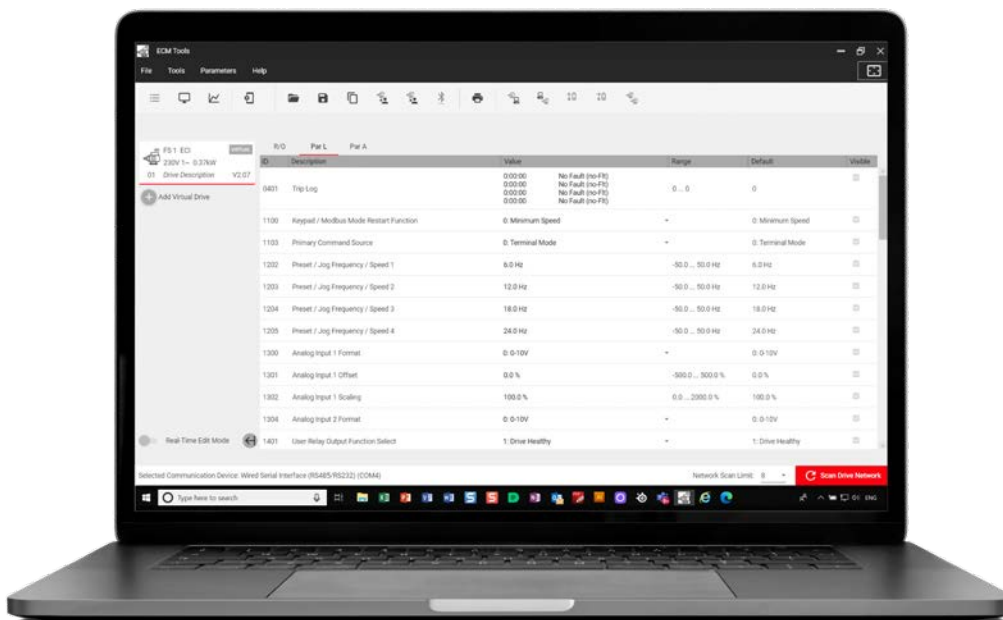 ECM Tools
File Tools Parameters Help
FS1 ECI
230V 1~ 0.37kW
01 Drive Description V2.07
Add Virtual Drive
R/O Par L Par A
ID Description Value Range Default Visible
0401 Trip Log 0:00:00 No Fault (no-Flt) 0 ... 0 0
0:00:00 No Fault (no-Flt)
0:00:00 No Fault (no-Flt)
0:00:00 No Fault (no-Flt)
1100 Keypad / Modbus Mode Restart Function 0: Minimum Speed 0: Minimum Speed
1103 Primary Command Source 0: Terminal Mode 0: Terminal Mode
1202 Preset / Jog Frequency / Speed 1 6.0 Hz -50.0 ... 50.0 Hz 6.0 Hz
1203 Preset / Jog Frequency / Speed 2 12.0 Hz -50.0 ... 50.0 Hz 12.0 Hz
1204 Preset / Jog Frequency / Speed 3 18.0 Hz -50.0 ... 50.0 Hz 18.0 Hz
1205 Preset / Jog Frequency / Speed 4 24.0 Hz -50.0 ... 50.0 Hz 24.0 Hz
1300 Analog Input 1 Format 0: 0-10V 0: 0-10V
1301 Analog Input 1 Offset 0.0 % -500.0 ... 500.0 % 0.0 %
1302 Analog Input 1 Scaling 100.0 % 0.0 ... 2000.0 % 100.0 %
1304 Analog Input 2 Format 0: 0-10V 0: 0-10V
1401 User Relay Output Function Select 1: Drive Healthy 1: Drive Healthy
Real-Time Edit Mode
Selected Communication Device: Wired Serial Interface (RS485/RS232) (COM4) Network Scan Limit: 8 Scan Drive Network
Type here to search ENG